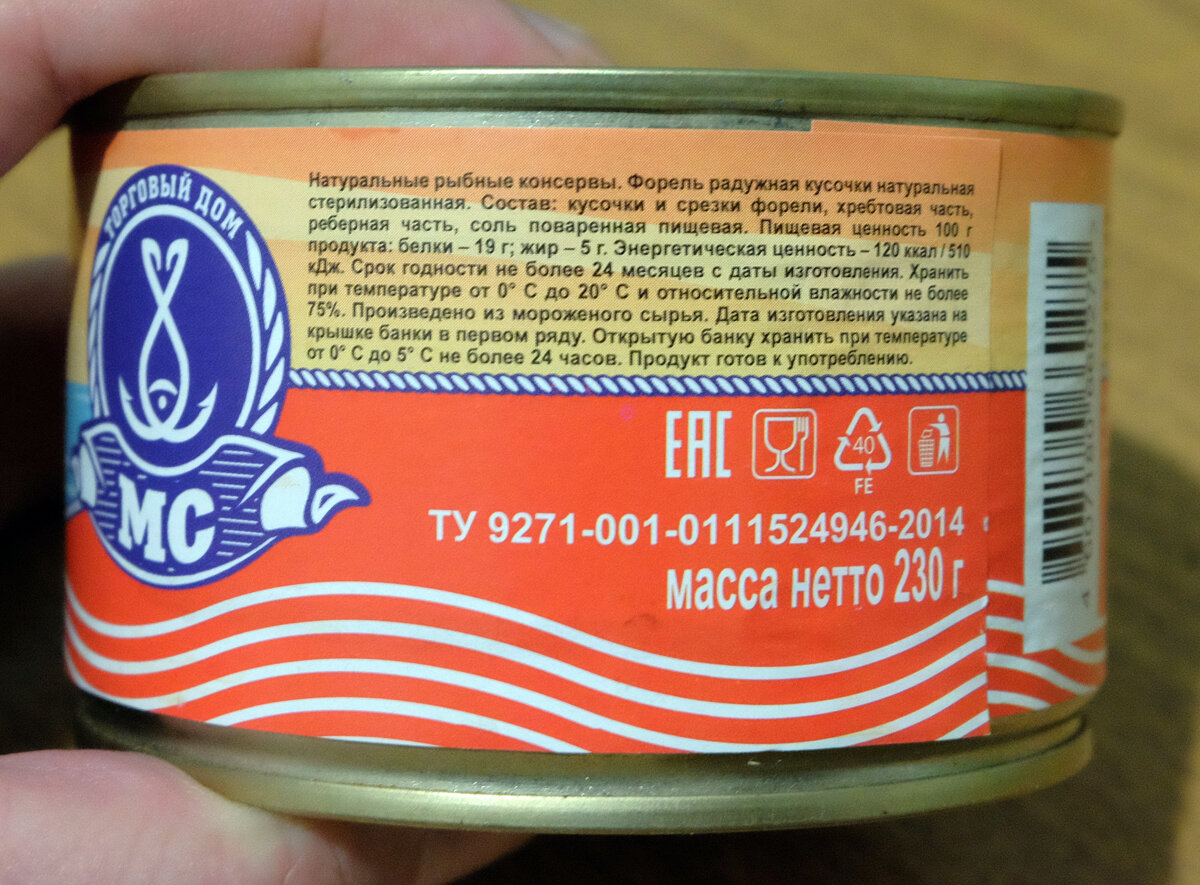 ТОРГОВЫЙ ДОМ
МС
Натуральные рыбные консервы. Форель радужная кусочки натуральная
стерилизованная. Состав: кусочки и срезки форели, хребтовая часть,
реберная часть, соль поваренная пищевая. Пищевая ценность 100 г
продукта: белки – 19 г; жир – 5 г. Энергетическая ценность – 120 ккал / 510
кДж. Срок годности не более 24 месяцев с даты изготовления. Хранить
при температуре от 0° С до 20° С и относительной влажности не более
75%. Произведено из мороженого сырья. Дата изготовления указана на
крышке банки в первом ряду. Открытую банку хранить при температуре
от 0° С до 5° С не более 24 часов. Продукт готов к употреблению.
ЕАС
40
FE
ТУ 9271-001-0111524946-2014
масса нетто 230 г